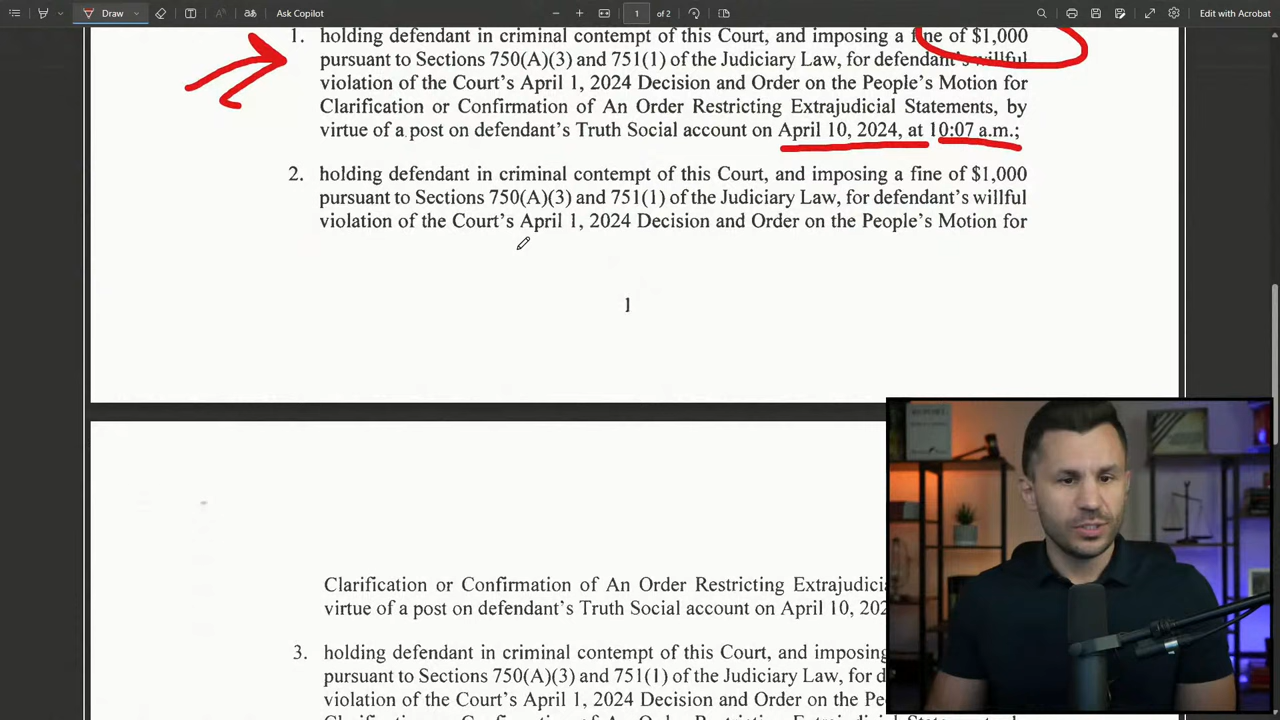 Draw
Ask Copilot
1
of 2
Edit with Acrobat
1. holding defendant in criminal contempt of this Court, and imposing a fine of $1,000
pursuant to Sections 750(A)(3) and 751(1) of the Judiciary Law, for defendant's willful
violation of the Court's April 1, 2024 Decision and Order on the People's Motion for
Clarification or Confirmation of An Order Restricting Extrajudicial Statements, by
virtue of a post on defendant's Truth Social account on April 10, 2024, at 10:07 a.m.;
2. holding defendant in criminal contempt of this Court, and imposing a fine of $1,000
pursuant to Sections 750(A)(3) and 751(1) of the Judiciary Law, for defendant's willful
violation of the Court's April 1, 2024 Decision and Order on the People's Motion for
1
Clarification or Confirmation of An Order Restricting Extrajudicia
virtue of a post on defendant's Truth Social account on April 10, 202
3. holding defendant in criminal contempt of this Court, and imposing a
pursuant to Sections 750(A)(3) and 751(1) of the Judiciary Law, for d
violation of the Court's April 1, 2024 Decision and Order on the Peo